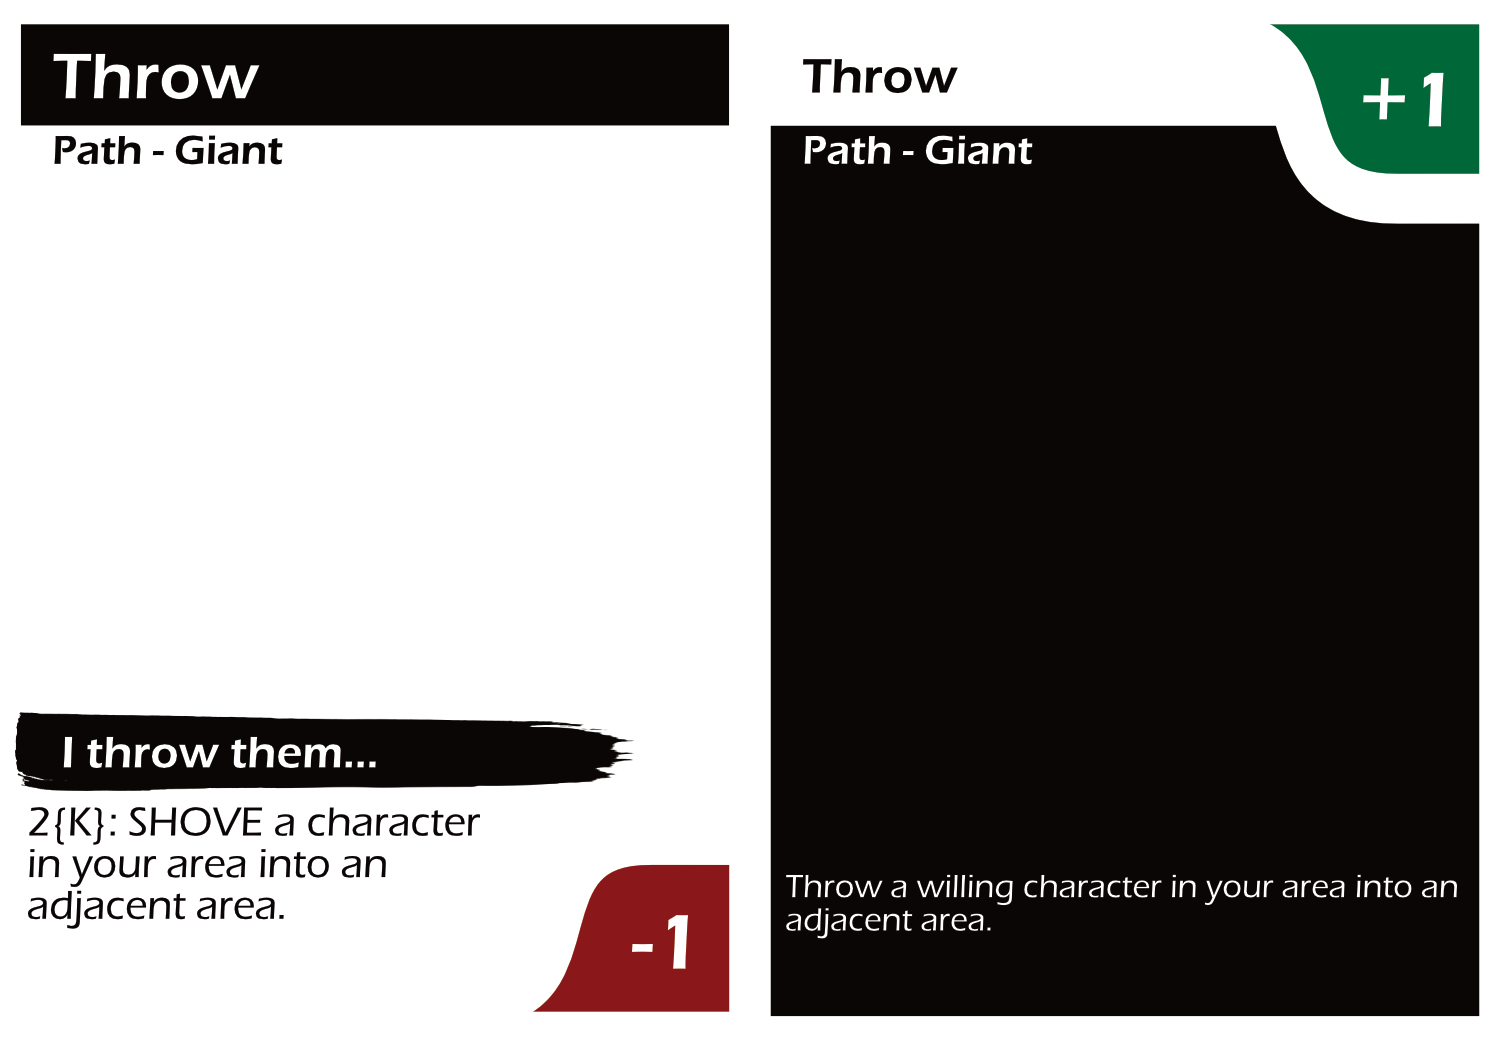 Throw
Path - Giant
I throw them...
2{K}: SHOVE a character
in your area into an
adjacent area.
-1
Throw
+1
Path - Giant
Throw a willing character in your area into an
adjacent area.